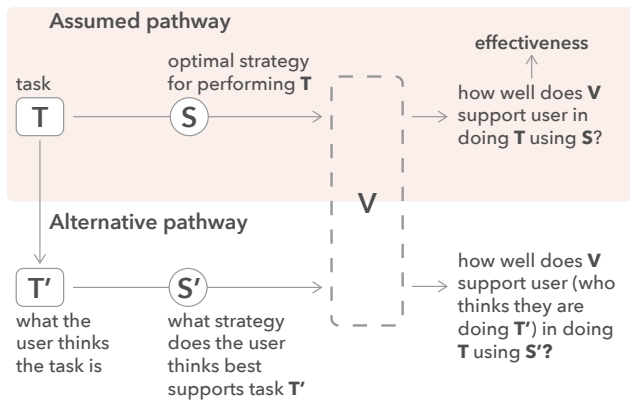 Assumed pathway
task
T
optimal strategy
for performing T
S
V
effectiveness
how well does V
support user in
doing T using S?
Alternative pathway
T′
what the
user thinks
the task is
S′
what strategy
does the user
thinks best
supports task T′
how well does V
support user (who
thinks they are
doing T′) in doing
T using S′?